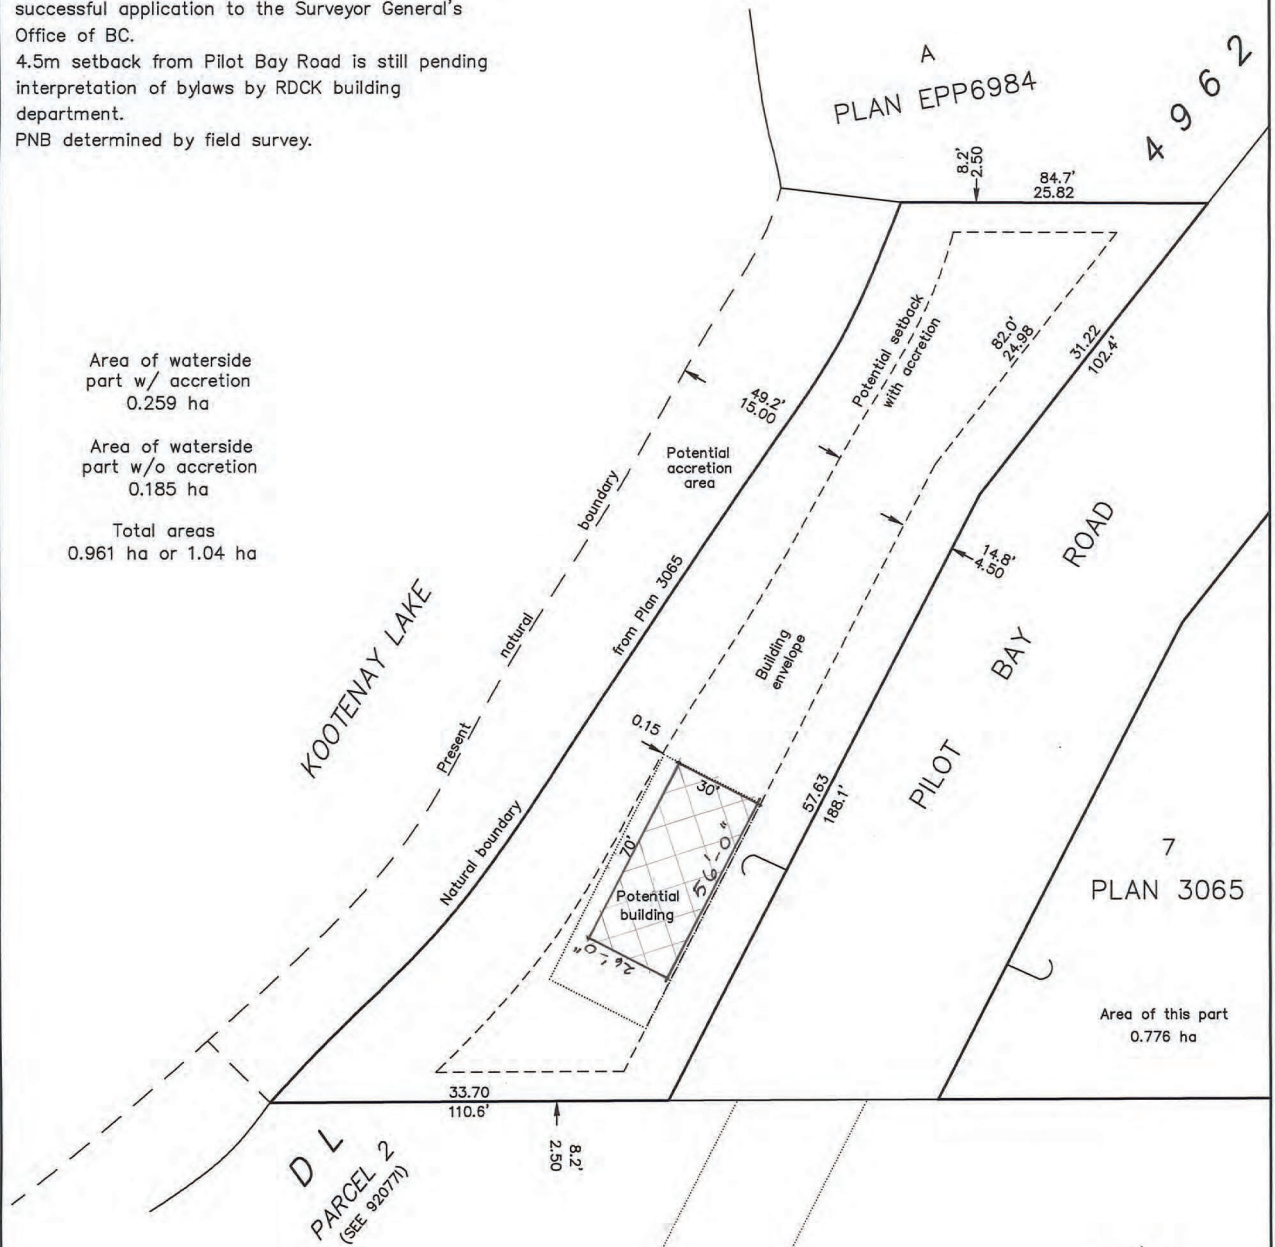 successful application to the Surveyor General's
Office of BC.
4.5m setback from Pilot Bay Road is still pending
interpretation of bylaws by RDCK building
department.
PNB determined by field survey.
A
PLAN EPP6984
4962
8.2'
2.50
84.7'
25.82
Area of waterside
part w/ accretion
0.259 ha
Area of waterside
part w/o accretion
0.185 ha
Total areas
0.961 ha or 1.04 ha
Potential setback
with accretion
82.0'
24.98
31.22
102.4'
49.2'
15.00
Potential
accretion
area
Present natural boundary
Natural boundary from Plan 3065
KOOTENAY LAKE
14.8'
4.50
PILOT BAY ROAD
Building
envelope
0.15
30'
70'
56'-0"
Potential
building
26'-0"
57.63
188.1'
7
PLAN 3065
Area of this part
0.776 ha
33.70
110.6'
8.2'
2.50
D L
PARCEL 2
(SEE 92077I)